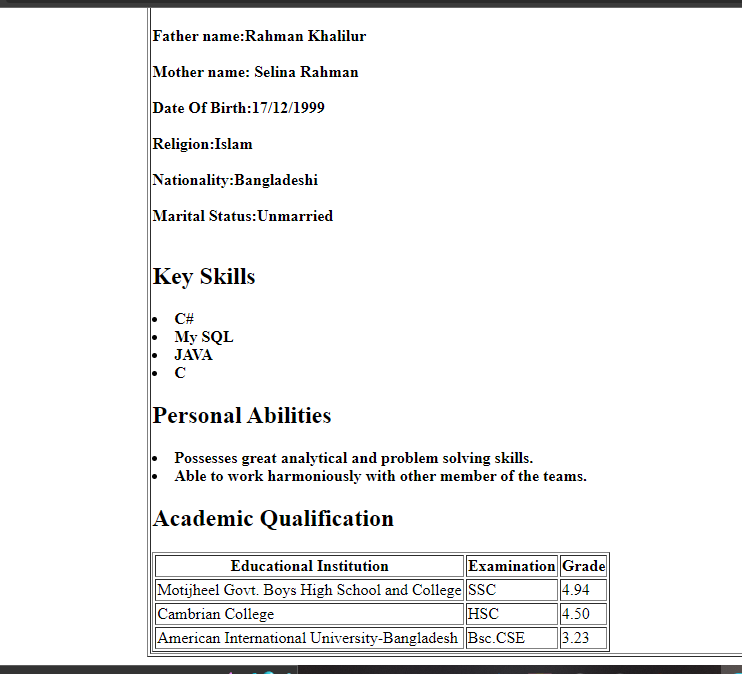 Father name:Rahman Khalilur
Mother name: Selina Rahman
Date Of Birth:17/12/1999
Religion:Islam
Nationality:Bangladeshi
Marital Status:Unmarried
Key Skills
• C#
• My SQL
• JAVA
• C
Personal Abilities
• Possesses great analytical and problem solving skills.
• Able to work harmoniously with other member of the teams.
Academic Qualification
Educational Institution Examination Grade
Motijheel Govt. Boys High School and College SSC 4.94
Cambrian College HSC 4.50
American International University-Bangladesh Bsc.CSE 3.23